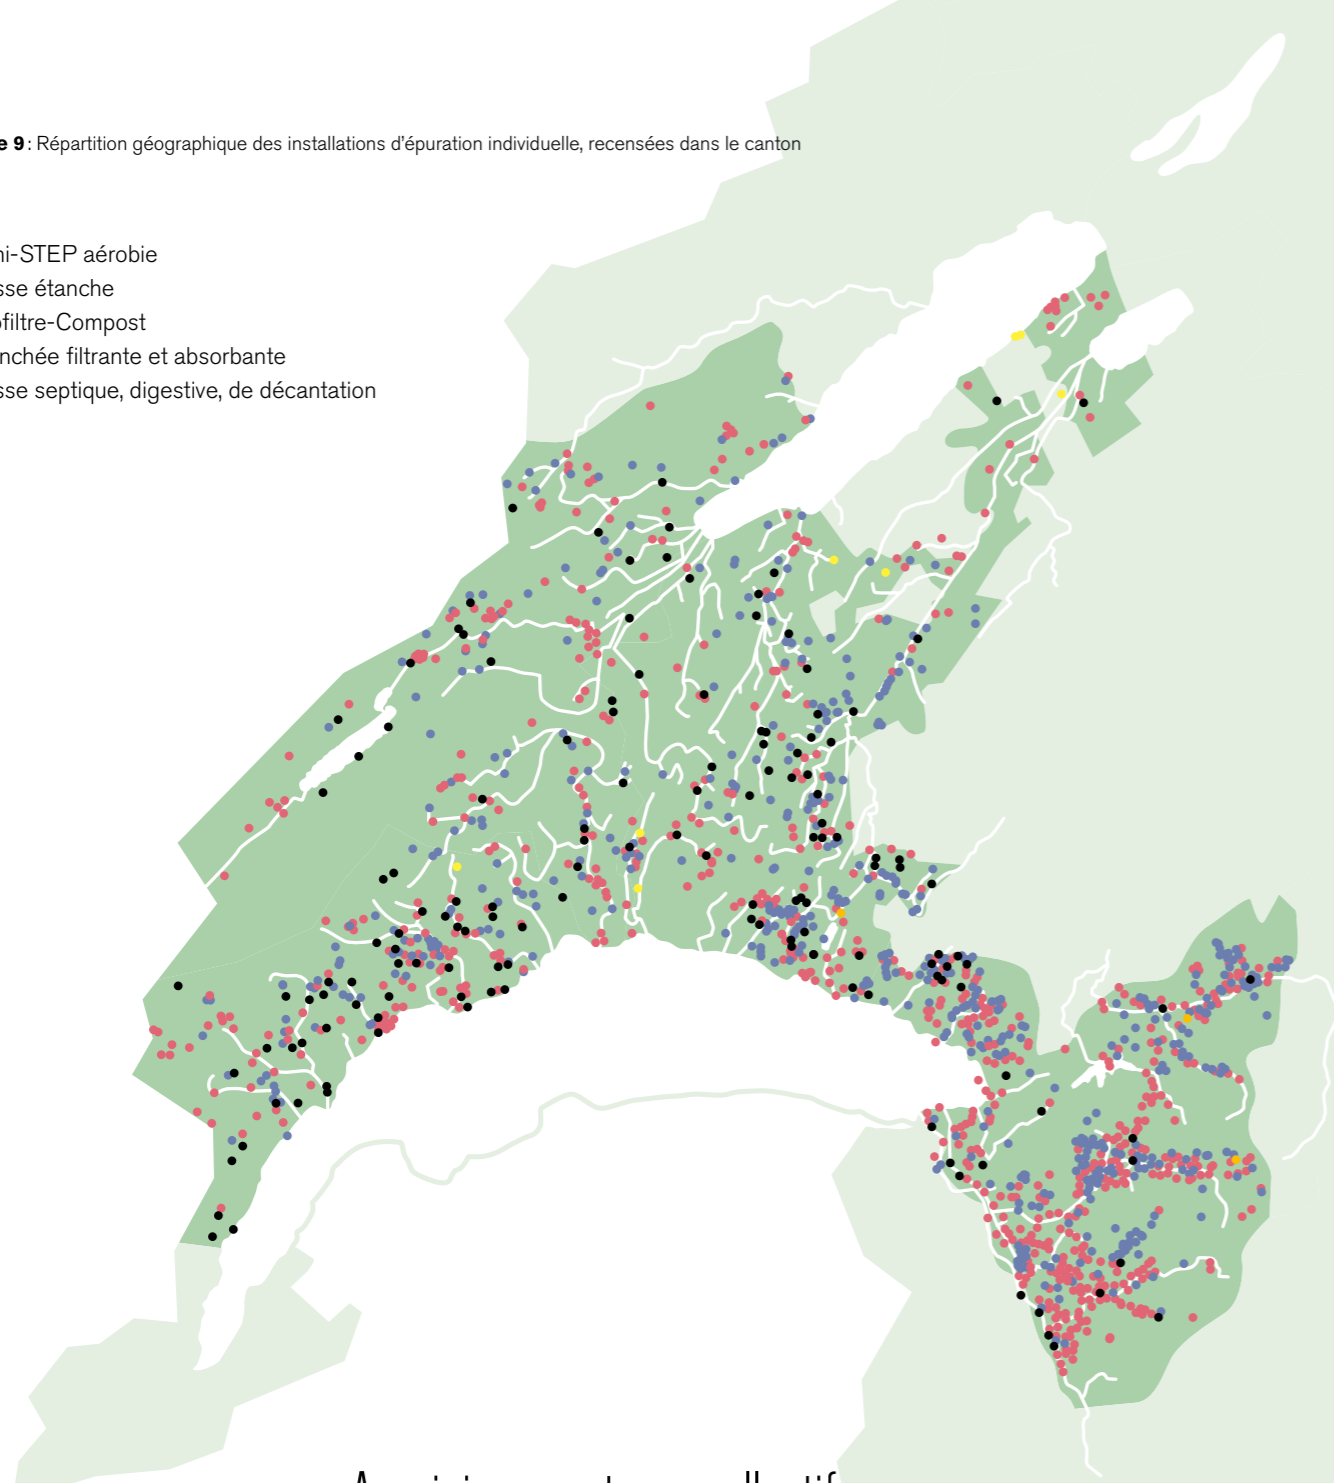 e 9 : Répartition géographique des installations d'épuration individuelle, recensées dans le canton
ni-STEP aérobie
sse étanche
ofiltre-Compost
nchée filtrante et absorbante
sse septique, digestive, de décantation